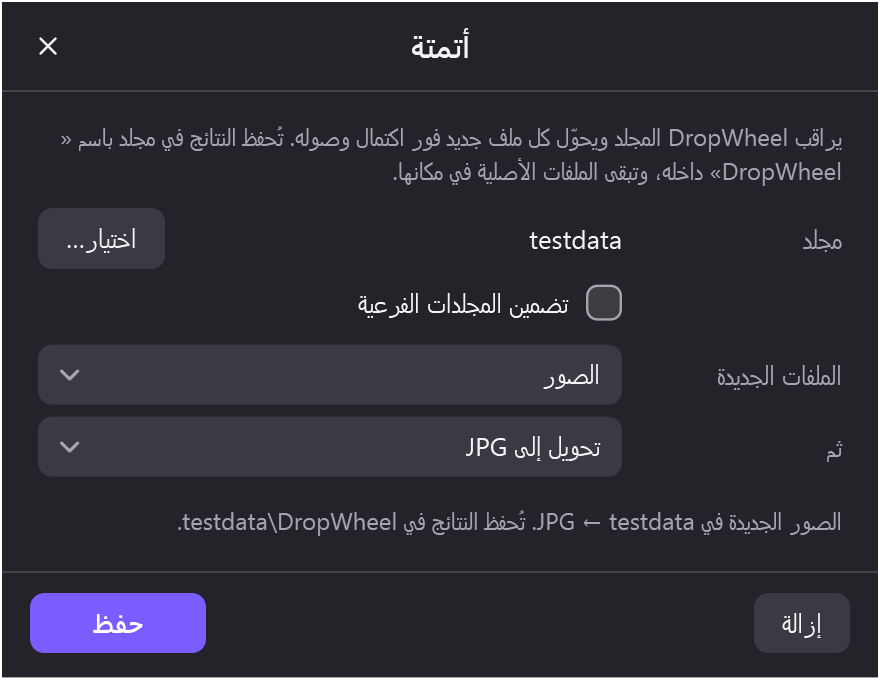 أتمتة
يراقب DropWheel المجلد ويحوّل كل ملف جديد فور اكتمال وصوله. تُحفظ النتائج في مجلد باسم «
DropWheel» داخله، وتبقى الملفات الأصلية في مكانها.
مجلد testdata اختيار...
تضمين المجلدات الفرعية
الملفات الجديدة الصور
ثم تحويل إلى JPG
الصور الجديدة في testdata ← JPG. تُحفظ النتائج في testdata\DropWheel.
إزالة حفظ